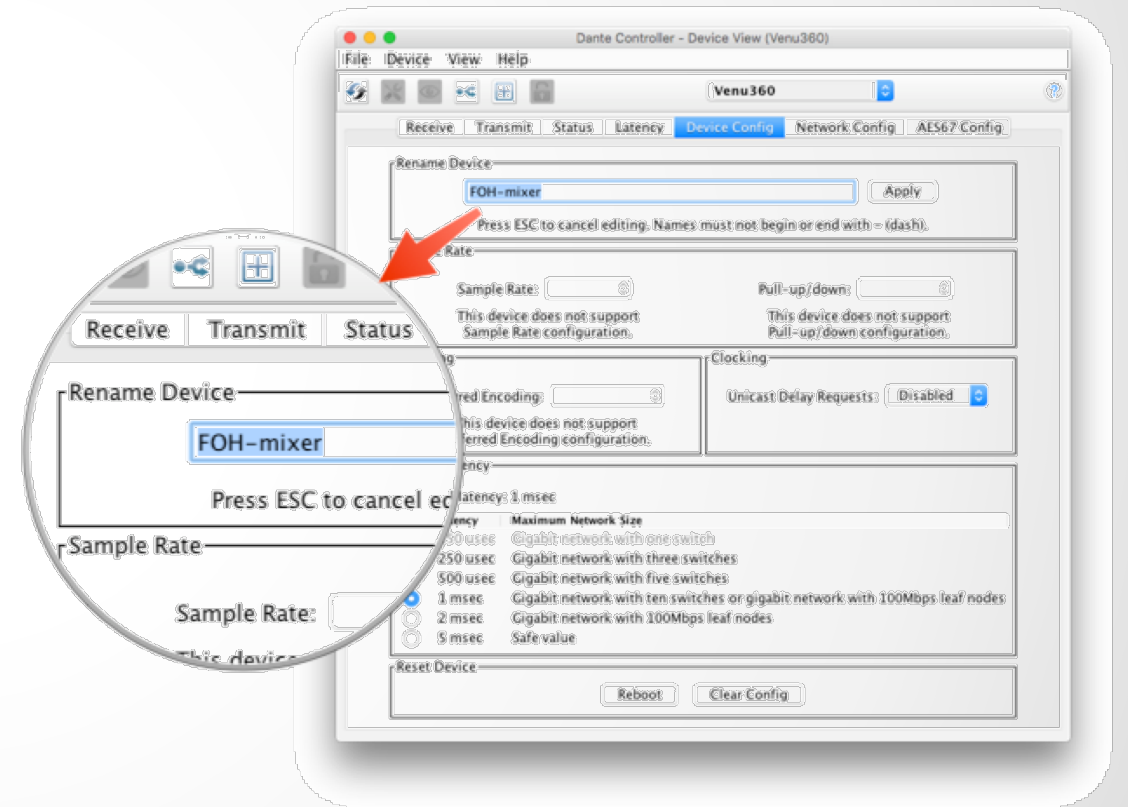 Dante Controller - Device View (Venu360)
File Device View Help
Venu360
Receive Transmit Status Latency Device Config Network Config AES67 Config
Rename Device
FOH-mixer Apply
Press ESC to cancel editing. Names must not begin or end with - (dash).
Rate
Sample Rate: Pull-up/down:
This device does not support This device does not support
Sample Rate configuration. Pull-up/down configuration.
Clocking
Encoding: Unicast Delay Requests: Disabled
device does not support
Encoding configuration.
latency: 1 msec
Maximum Network Size
usec Gigabit network with one switch
250 usec Gigabit network with three switches
500 usec Gigabit network with five switches
1 msec Gigabit network with ten switches or gigabit network with 100Mbps leaf nodes
2 msec Gigabit network with 100Mbps leaf nodes
5 msec Safe value
Reset Device
Reboot Clear Config
Receive Transmit Status
Rename Device
FOH-mixer
Press ESC to cancel
Sample Rate
Sample Rate:
This